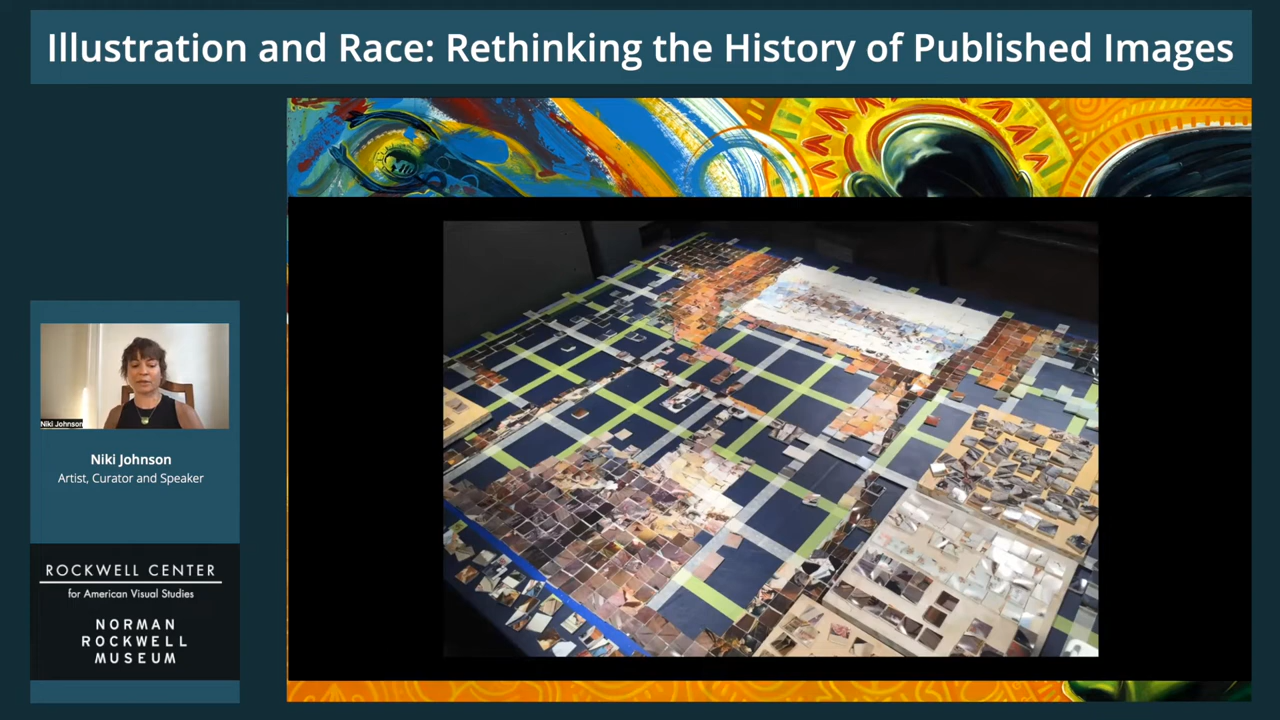 Illustration and Race: Rethinking the History of Published Images
Niki Johnson
Niki Johnson
Artist, Curator and Speaker
ROCKWELL CENTER
for American Visual Studies
NORMAN
ROCKWELL
MUSEUM